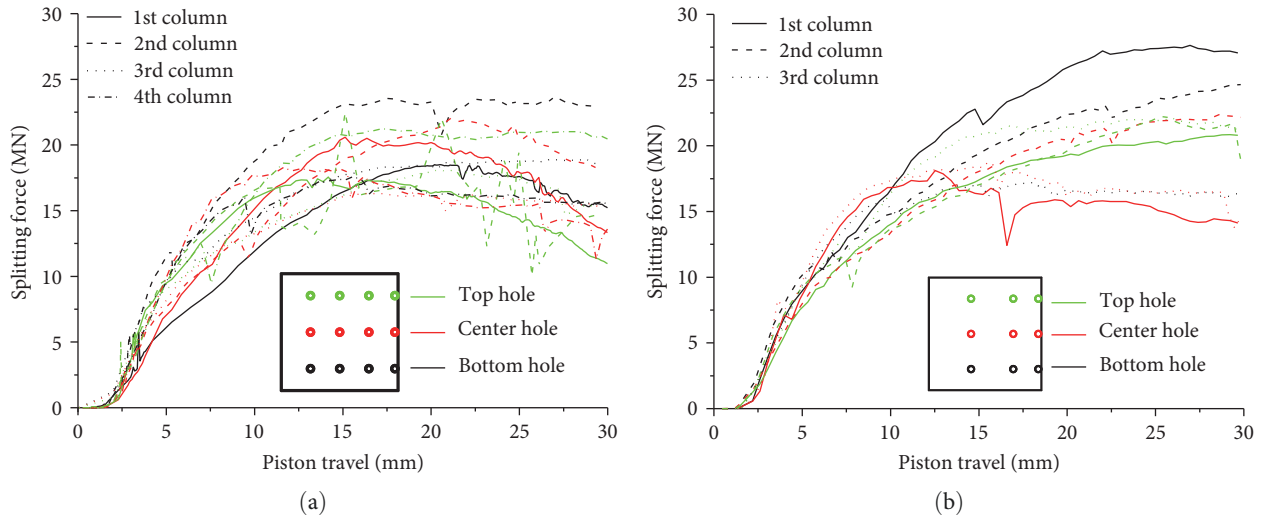 1st column
2nd column
3rd column
4th column
Top hole
Center hole
Bottom hole
30
25
20
15
10
5
0
Splitting force (MN)
0 5 10 15 20 25 30
Piston travel (mm)
(a)
1st column
2nd column
3rd column
Top hole
Center hole
Bottom hole
30
25
20
15
10
5
0
Splitting force (MN)
0 5 10 15 20 25 30
Piston travel (mm)
(b)